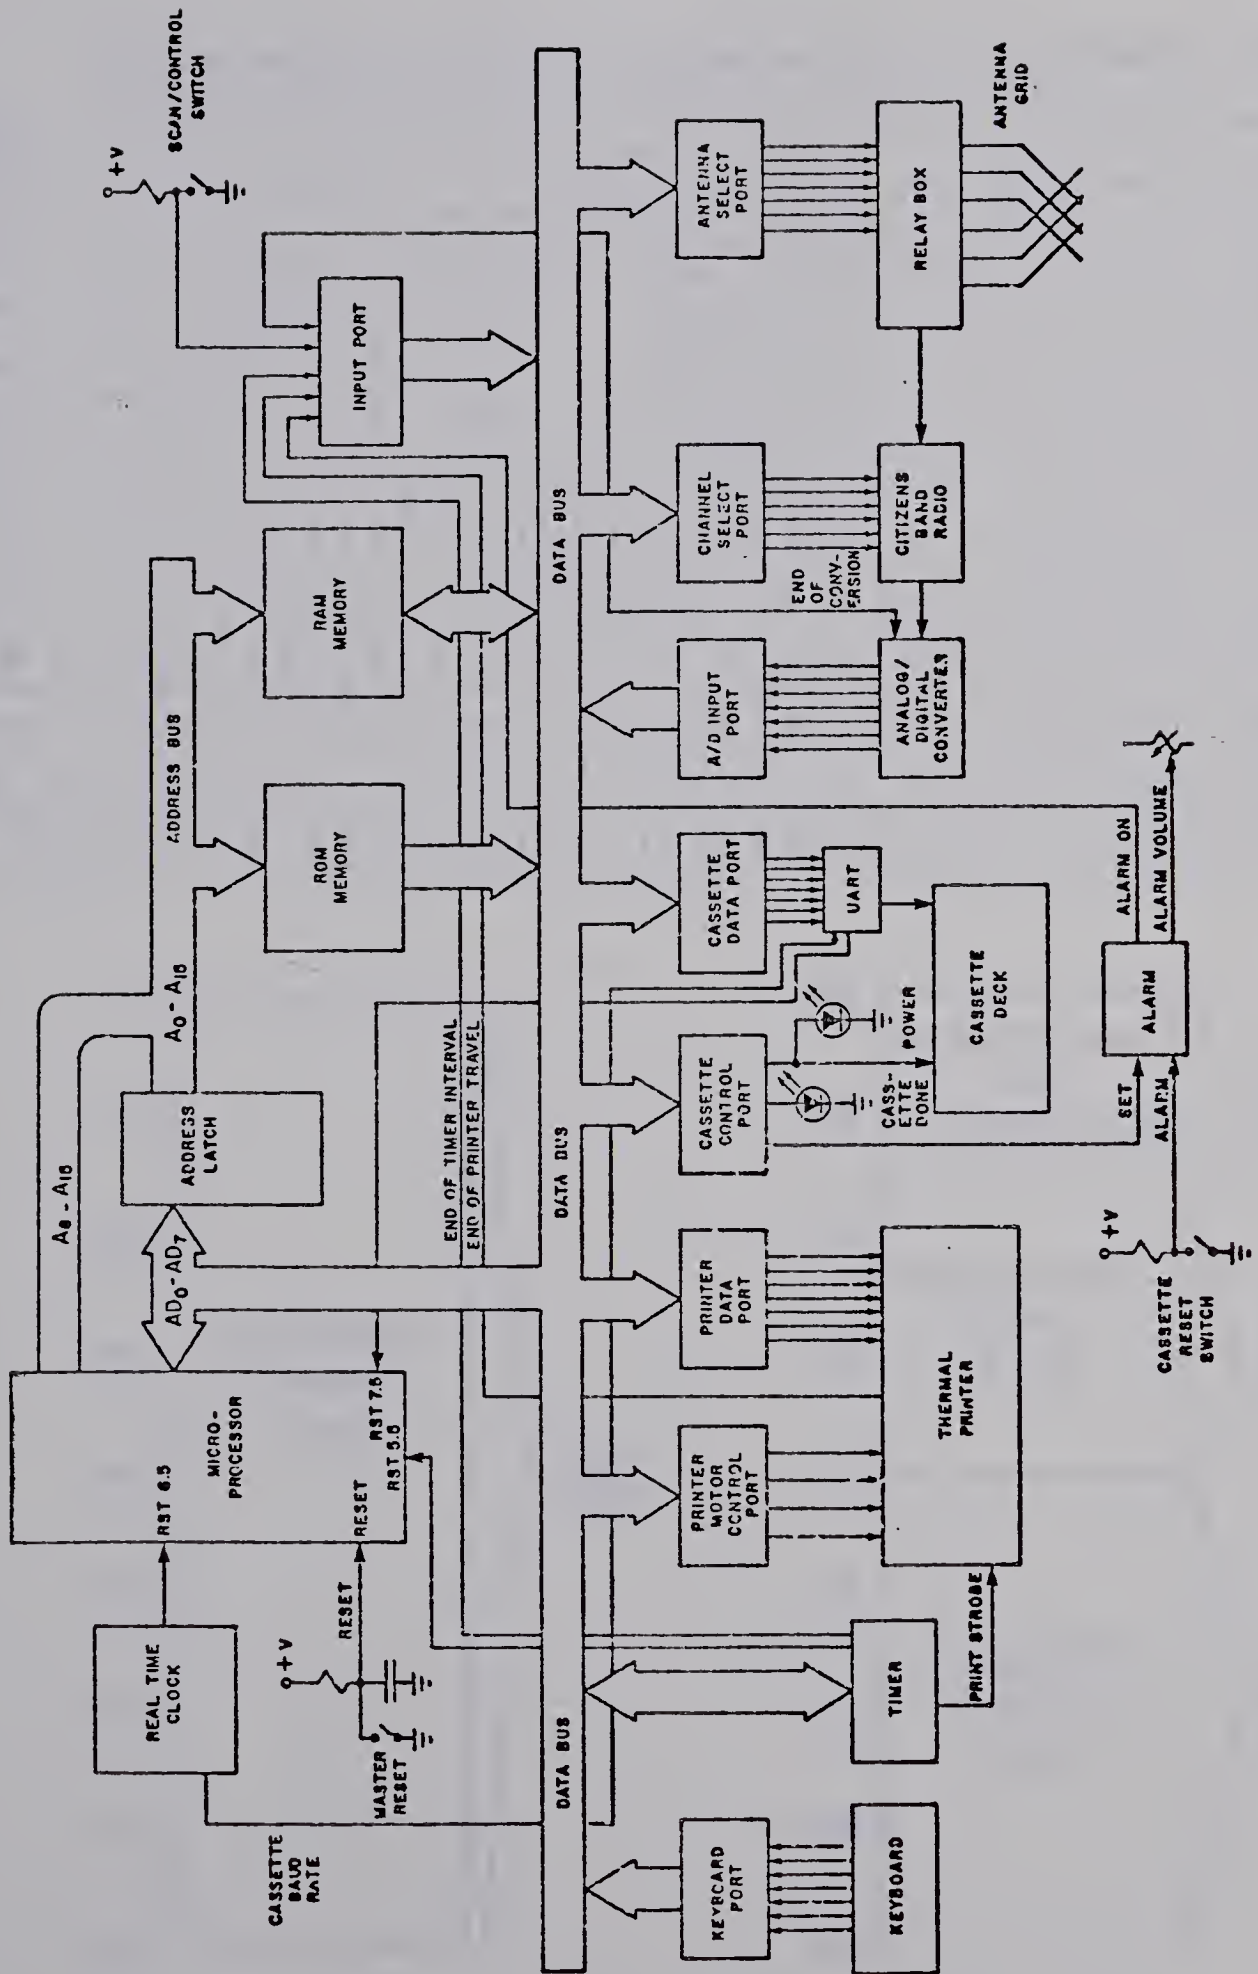 CASSETTE
BAUD
RATE
REAL TIME
CLOCK
+V
MASTER
RESET
RESET
RST 6.5
RESET
MICRO-
PROCESSOR
RST 7.5
RST 5.5
AD0-AD7
A8-A15
ADDRESS
LATCH
A0-A15
ADDRESS BUS
END OF TIMER INTERVAL
END OF PRINTER TRAVEL
ROM
MEMORY
RAM
MEMORY
INPUT PORT
+V
SCAN/CONTROL
SWITCH
DATA BUS
DATA BUS
DATA BUS
KEYBOARD
PORT
KEYBOARD
TIMER
PRINT STROBE
PRINTER
MOTOR
CONTROL
PORT
PRINTER
DATA
PORT
THERMAL
PRINTER
CASSETTE
CONTROL
PORT
CASS-
ETTE
DONE
POWER
CASSETTE
DATA PORT
UART
CASSETTE
DECK
A/D INPUT
PORT
ANALOG/
DIGITAL
CONVERTER
END
OF
CONV-
ERSION
CHANNEL
SELECT
PORT
CITIZENS
BAND
RADIO
ANTENNA
SELECT
PORT
RELAY BOX
ANTENNA
GRID
+V
CASSETTE
RESET
SWITCH
SET
ALARM
ALARM
ALARM ON
ALARM VOLUME